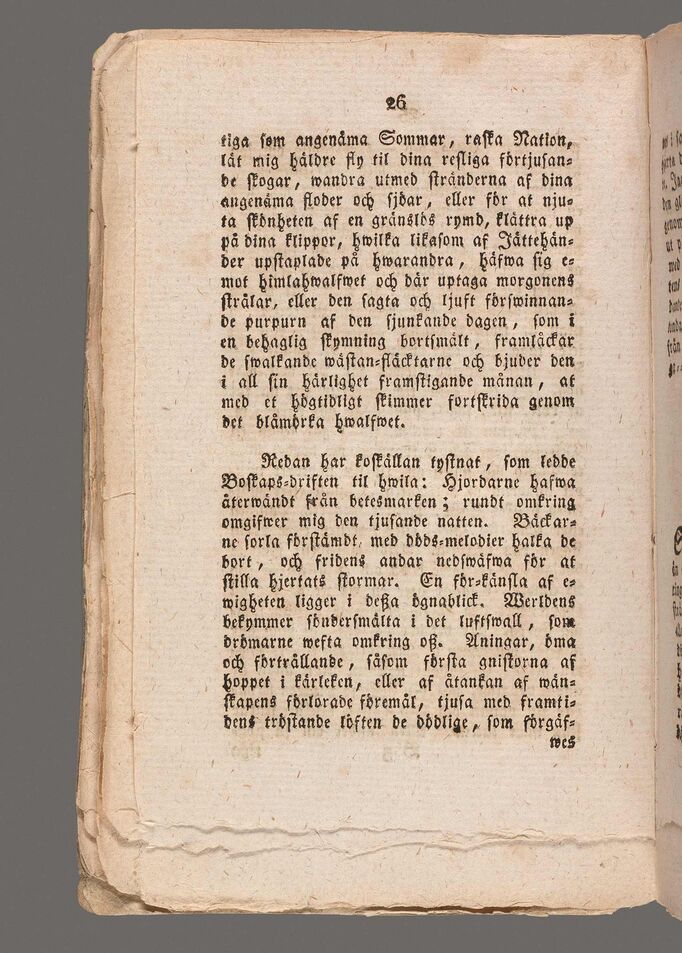 26
tiga som angenäma Sommar, raska Nation,
låt mig häldre fly til dina resliga förtjusan-
de skogar, wandra utmed stränderna af dina
angenäma floder och sjöar, eller för at nju-
ta skönheten af en gränslös rymd, klättra up
på dina klippor, hwilka likasom af Jättehän-
der upstaplade på hwarandra, häfwa sig e-
mot himlahwalfwet och där uptaga morgonens
strålar, eller den sagta och ljuft förswinnan-
de purpurn af den sjunkande dagen, som i
en behaglig skymning bortsmält, framlåckar
de swalkande wästan-fläcktarne och bjuder den
i all sin härlighet framstigande månan, at
med et högtidligt skimmer fortskrida genom
det blåmörka hwalfwet.
Redan har koskällan tystnat, som ledde
Boskaps-driften til hwila: Hjordarne hafwa
återwändt från betesmarken; rundt omkring
omgifwer mig den tjusande natten. Bäckar-
ne sorla förstämdt, med döds-melodier halka de
bort, och fridens andar nedswäfwa för at
stilla hjertats stormar. En för-känsla af e-
wigheten ligger i deßa ögnablick. Werldens
bekymmer söndersmälta i det luftswall, som
drömarne wefta omkring oß. Aningar, öma
och förträllande, såsom första gnistorna af
hoppet i kärleken, eller af åtankan af wän-
skapens förlorade föremål, tjusa med framti-
dens tröstande löften de dödlige, som förgäf-
wes